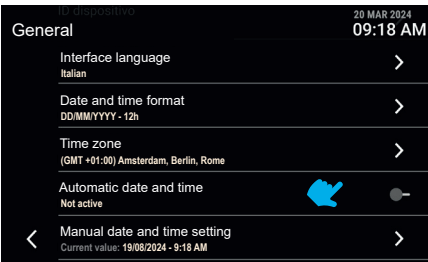 ID dispositivo
20 MAR 2024
General
09:18 AM
Interface language
Italian
Date and time format
DD/MM/YYYY - 12h
Time zone
(GMT +01:00) Amsterdam, Berlin, Rome
Automatic date and time
Not active
Manual date and time setting
Current value: 19/08/2024 - 9:18 AM